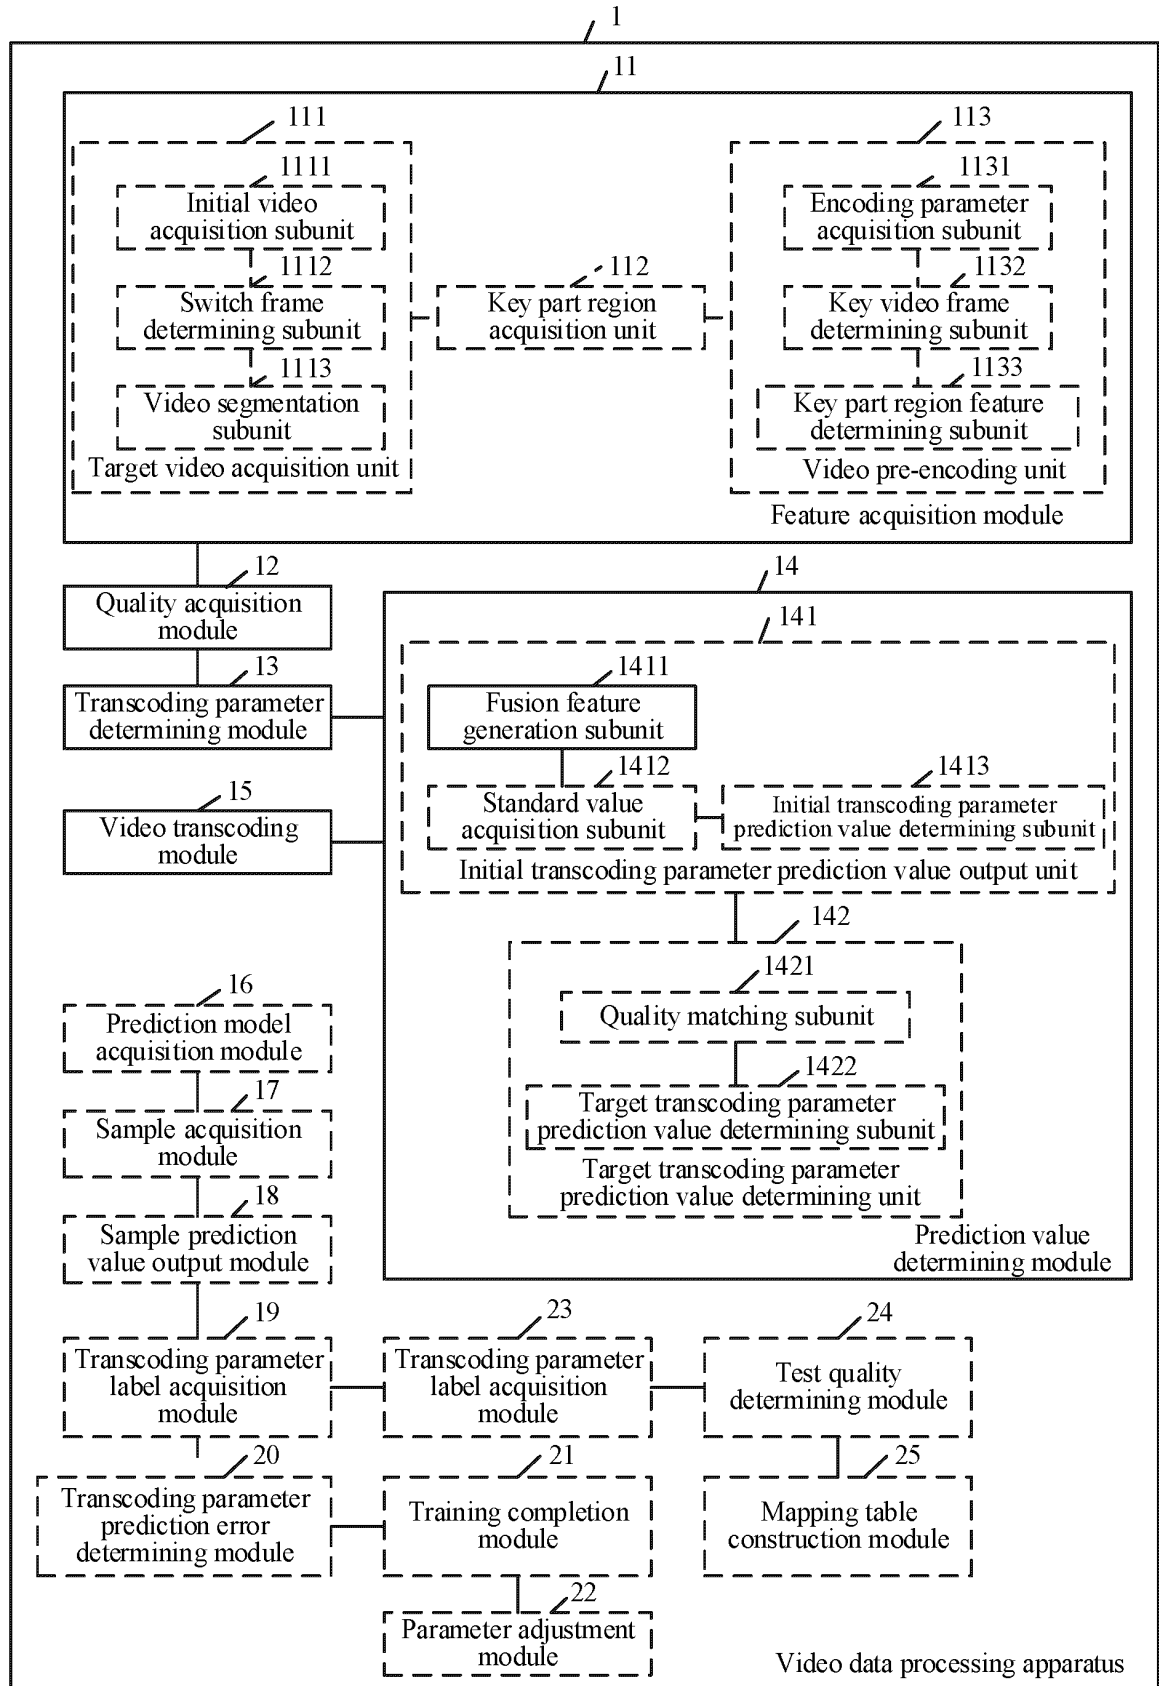 1
11
111
113
1111
Initial video
acquisition subunit
1112
Switch frame
determining subunit
1113
Video segmentation
subunit
Target video acquisition unit
112
Key part region
acquisition unit
1131
Encoding parameter
acquisition subunit
1132
Key video frame
determining subunit
1133
Key part region feature
determining subunit
Video pre-encoding unit
Feature acquisition module
12
Quality acquisition
module
13
Transcoding parameter
determining module
15
Video transcoding
module
14
141
1411
Fusion feature
generation subunit
1412
Standard value
acquisition subunit
1413
Initial transcoding parameter
prediction value determining subunit
Initial transcoding parameter prediction value output unit
142
1421
Quality matching subunit
1422
Target transcoding parameter
prediction value determining subunit
Target transcoding parameter
prediction value determining unit
Prediction value
determining module
16
Prediction model
acquisition module
17
Sample acquisition
module
18
Sample prediction
value output module
19
Transcoding parameter
label acquisition
module
23
Transcoding parameter
label acquisition
module
24
Test quality
determining module
20
Transcoding parameter
prediction error
determining module
21
Training completion
module
25
Mapping table
construction module
22
Parameter adjustment
module
Video data processing apparatus